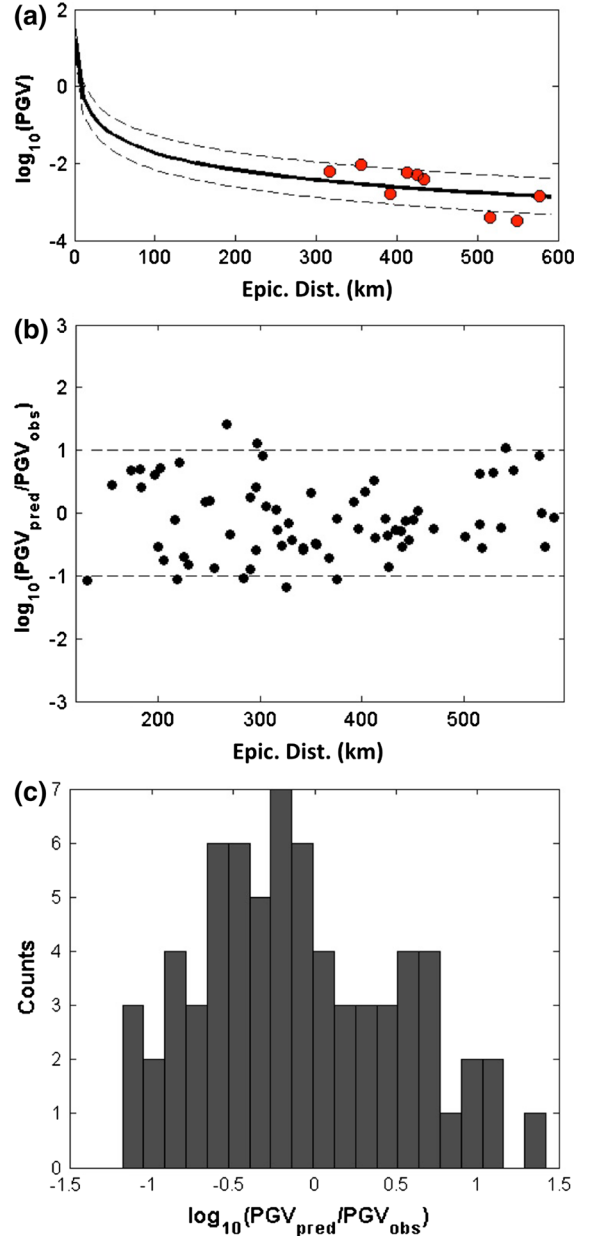 (a)
log10(PGV)
2
0
-2
-4
0 100 200 300 400 500 600
Epic. Dist. (km)
(b)
log10(PGVpred/PGVobs)
3
2
1
0
-1
-2
-3
200 300 400 500
Epic. Dist. (km)
(c)
Counts
7
6
5
4
3
2
1
0
-1.5 -1 -0.5 0 0.5 1 1.5
log10(PGVpred/PGVobs)